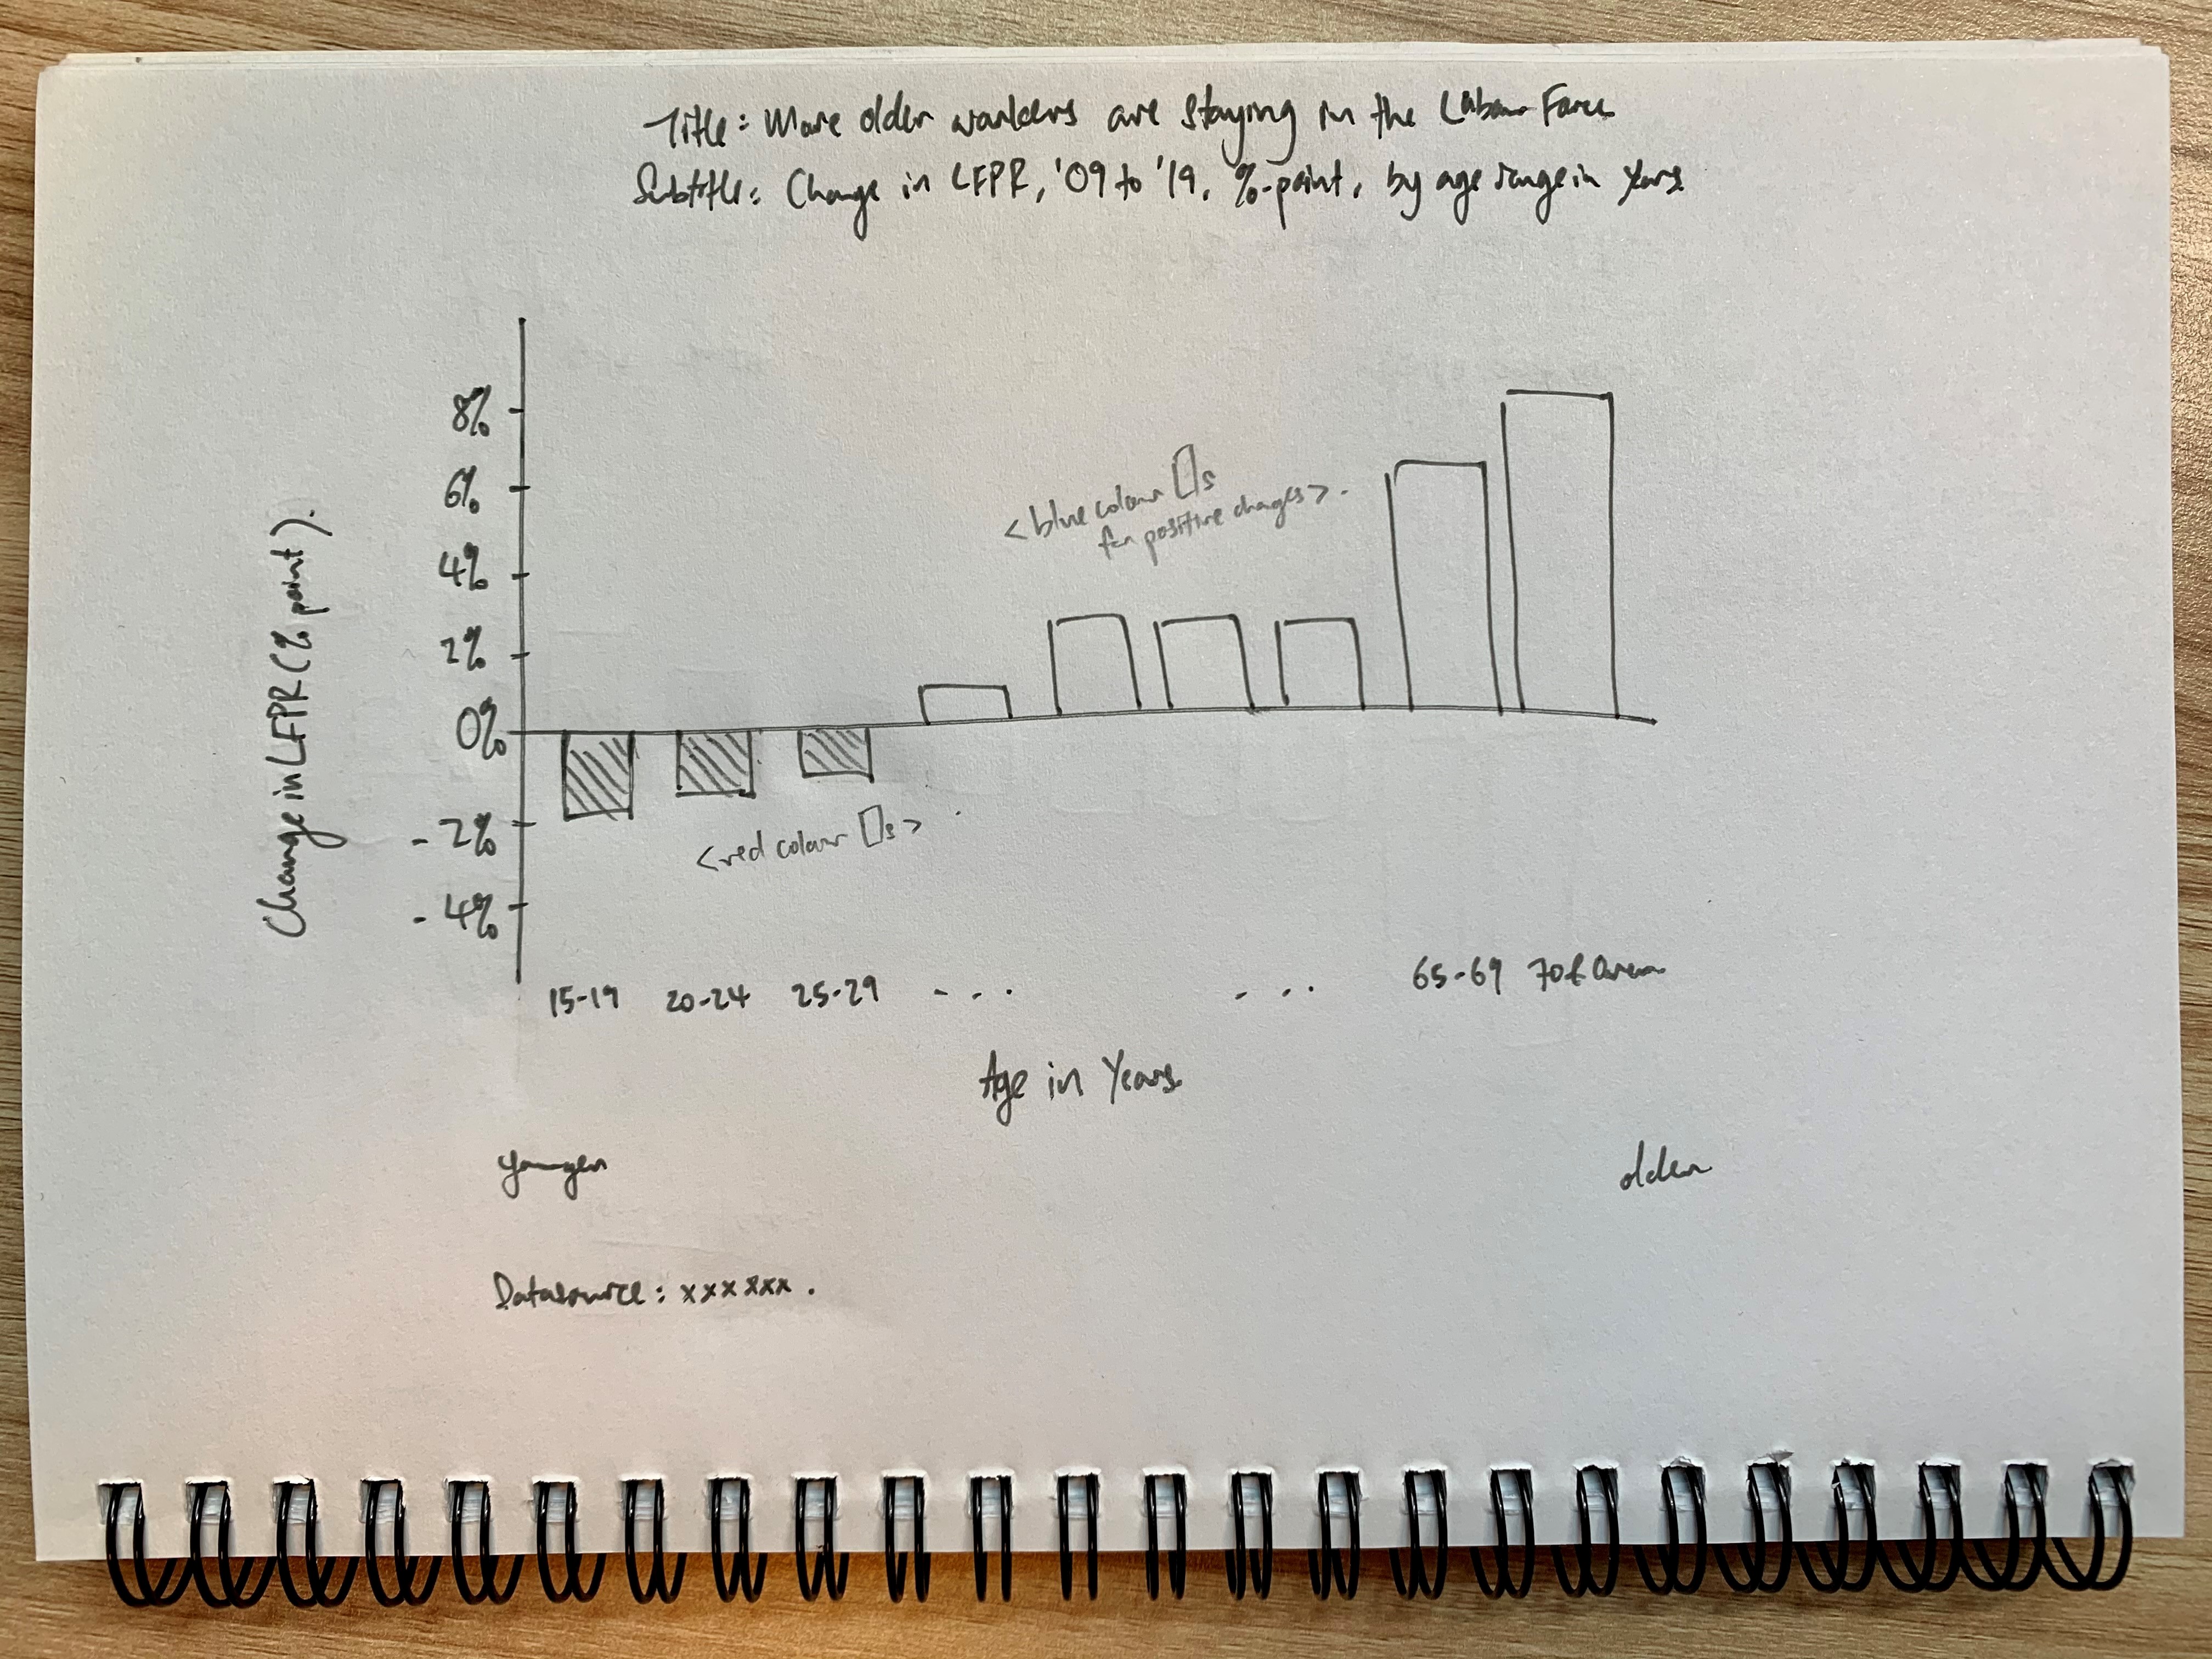 Title: More older workers are staying in the Labour Force
Subtitle: Change in LFPR, '09 to '19, %-point, by age range in years
Change in LFPR (% point).
8%
6%
4%
2%
0%
- 2%
- 4%
<blue colour s
for positive changes>.
<red colour s>
15-19 20-24 25-29 - . . - . . . 65-69 70 & Over
Age in Years
younger older
Datasource: xxxxxx.